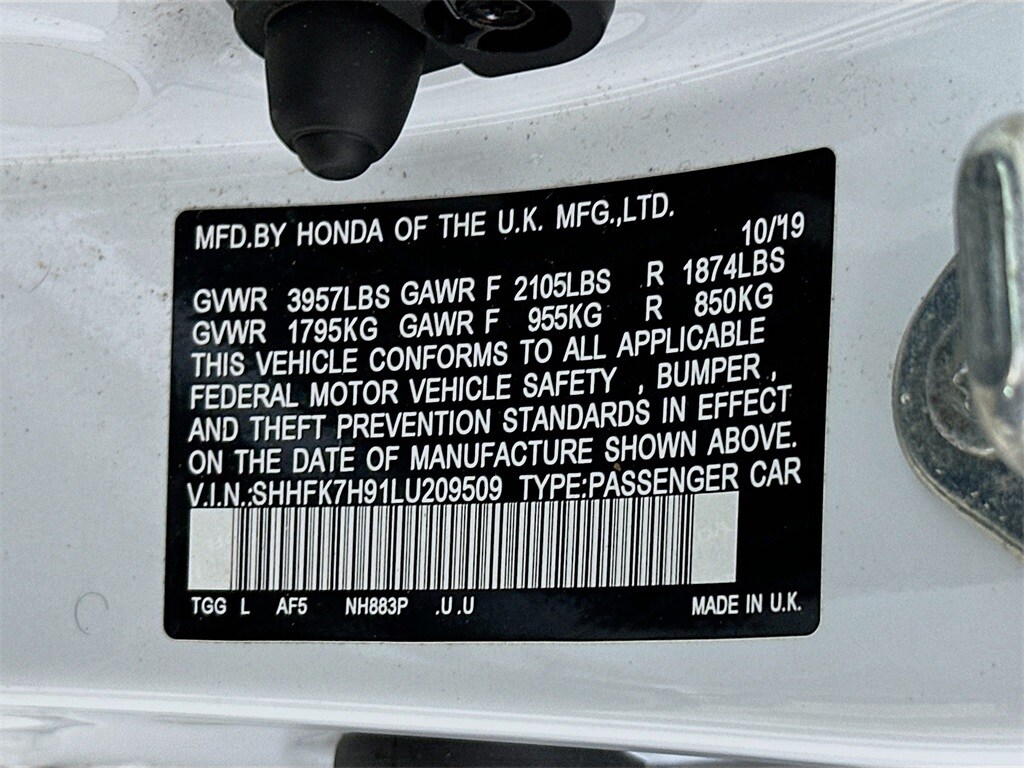 MFD.BY HONDA OF THE U.K. MFG.,LTD.
10/19
GVWR 3957LBS GAWR F 2105LBS R 1874LBS
GVWR 1795KG GAWR F 955KG R 850KG
THIS VEHICLE CONFORMS TO ALL APPLICABLE
FEDERAL MOTOR VEHICLE SAFETY , BUMPER ,
AND THEFT PREVENTION STANDARDS IN EFFECT
ON THE DATE OF MANUFACTURE SHOWN ABOVE.
V.I.N.:SHHFK7H91LU209509 TYPE:PASSENGER CAR
TGG L AF5 NH883P .U .U MADE IN U.K.